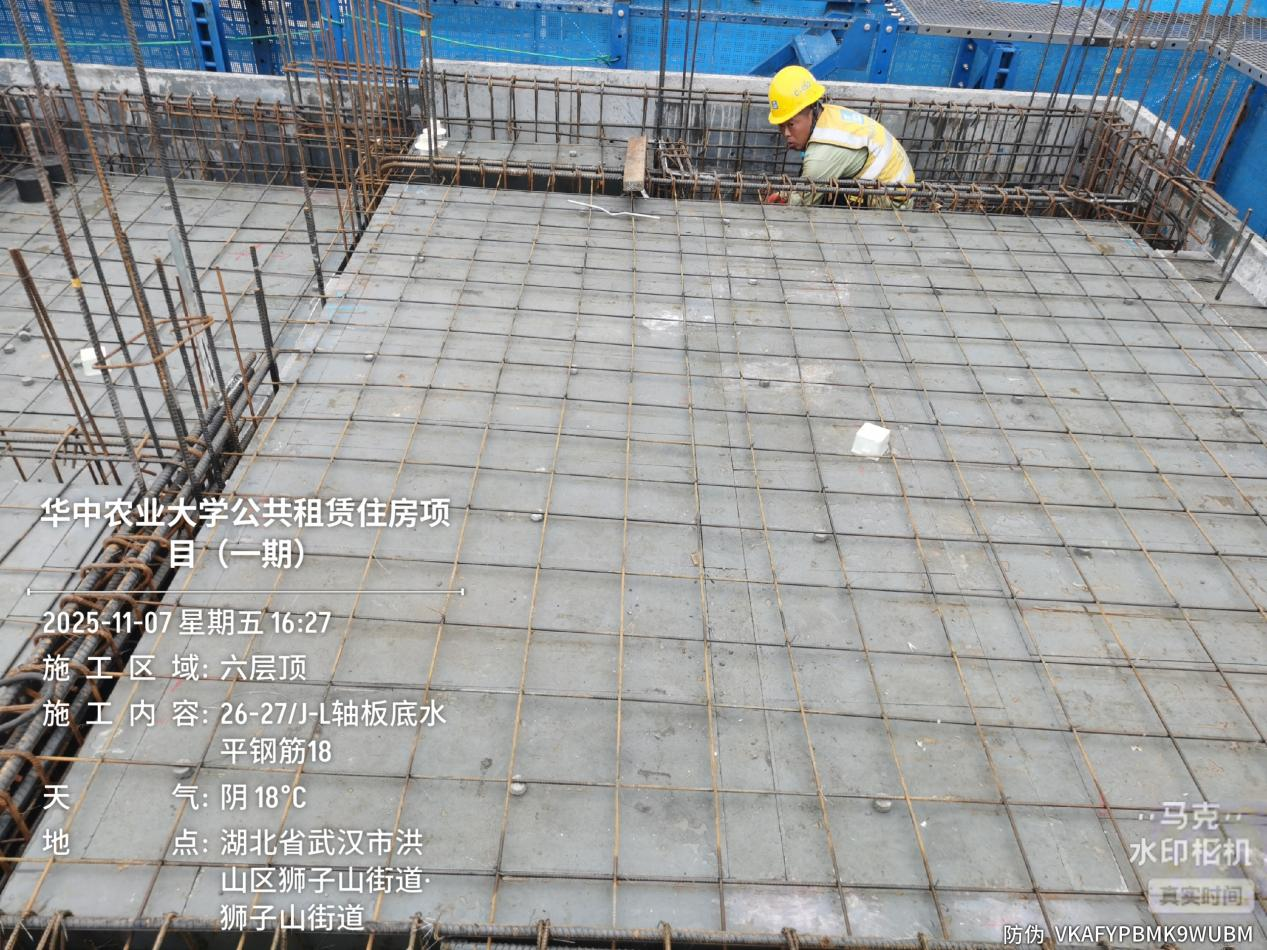 华中农业大学公共租赁住房项
目（一期）
2025-11-07 星期五 16:27
施工区域：六层顶
施工内容：26-27/J-L轴板底水
平钢筋18
天气：阴 18°C
地点：湖北省武汉市洪
山区狮子山街道·
狮子山街道
马克
水印相机
真实时间
防伪 VKAFYPBMK9WUBM